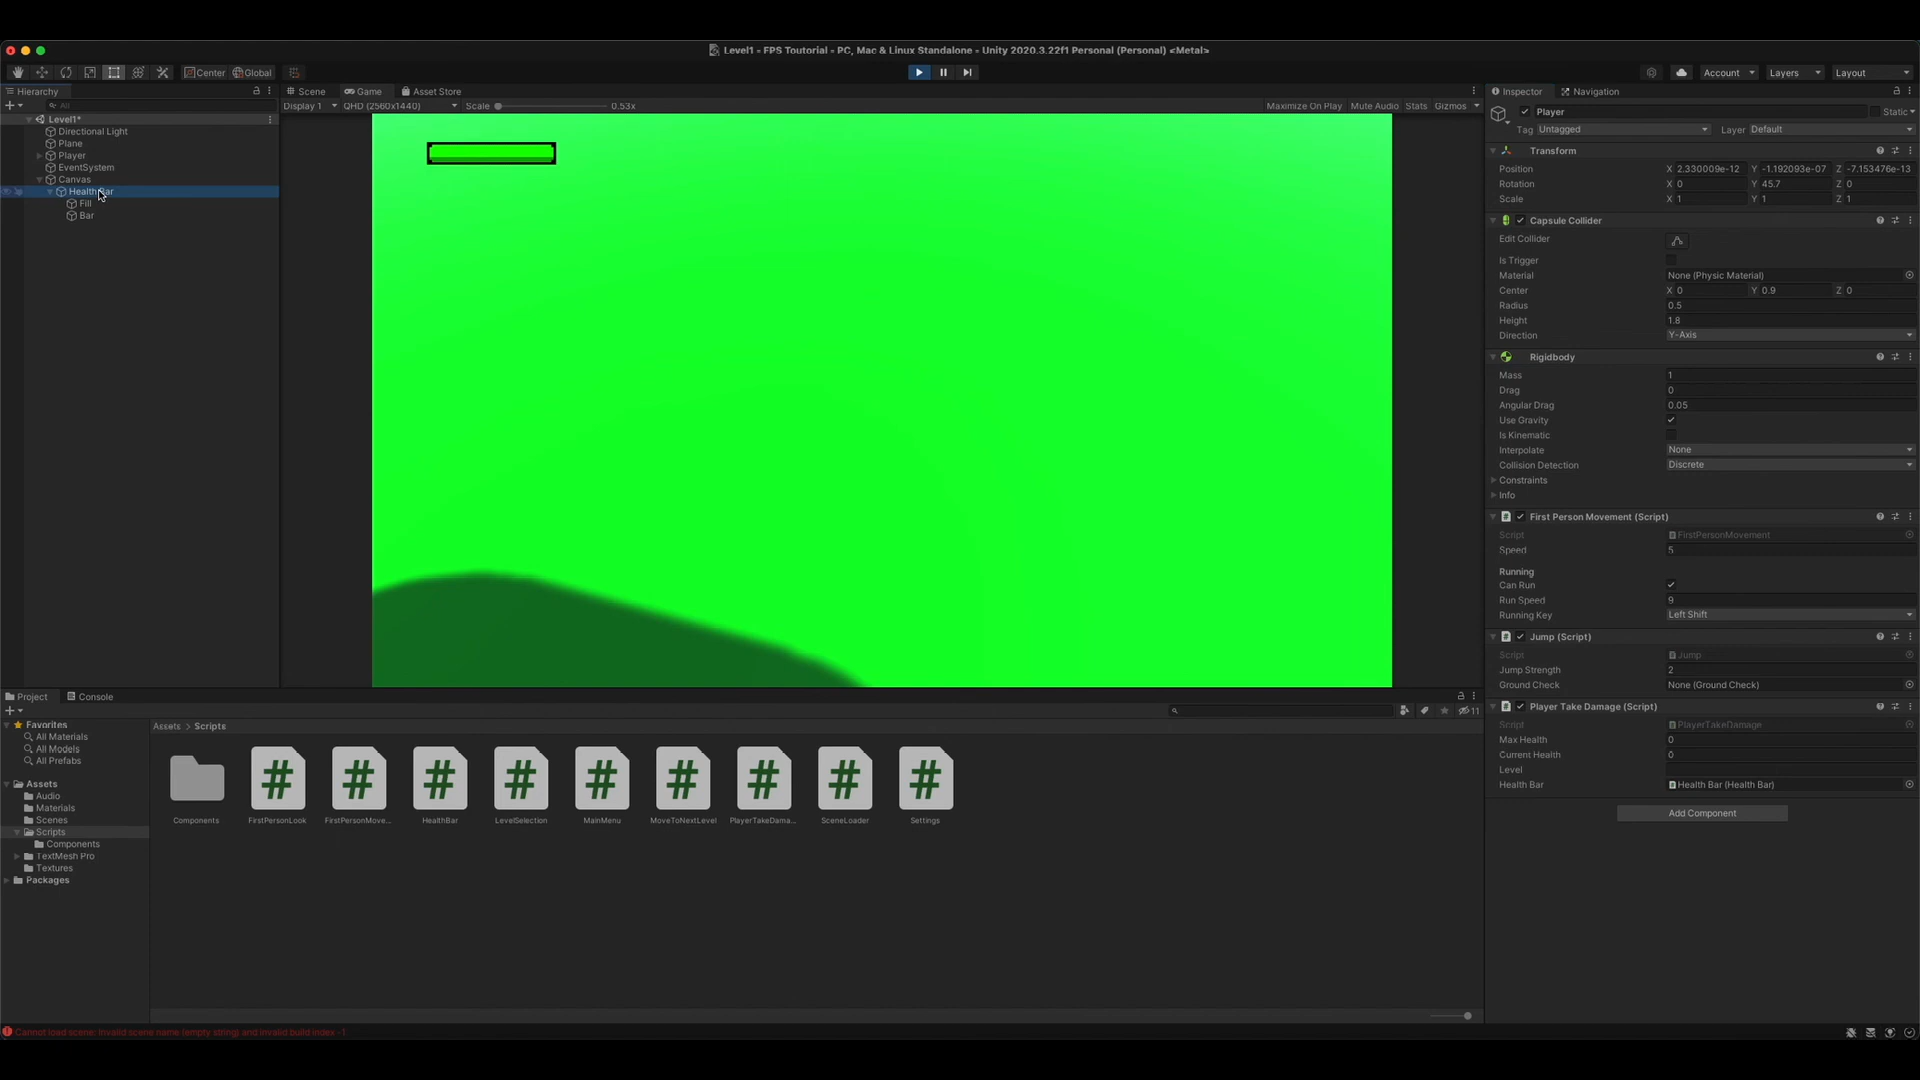 Level1 - FPS Toutorial - PC, Mac & Linux Standalone - Unity 2020.3.22f1 Personal (Personal) <Metal>
Center Global
Account Layers Layout
Hierarchy
All
Level1*
Directional Light
Plane
Player
EventSystem
Canvas
Health Bar
Fill
Bar
Scene Game Asset Store
Display 1 QHD (2560x1440) Scale 0.53x Maximize On Play Mute Audio Stats Gizmos
Inspector Navigation
Player Static
Tag Untagged Layer Default
Transform
Position X 2.330009e-12 Y -1.192093e-07 Z -7.153476e-13
Rotation X 0 Y 45.7 Z 0
Scale X 1 Y 1 Z 1
Capsule Collider
Edit Collider
Is Trigger
Material None (Physic Material)
Center X 0 Y 0.9 Z 0
Radius 0.5
Height 1.8
Direction Y-Axis
Rigidbody
Mass 1
Drag 0
Angular Drag 0.05
Use Gravity
Is Kinematic
Interpolate None
Collision Detection Discrete
Constraints
Info
First Person Movement (Script)
Script FirstPersonMovement
Speed 5
Running
Can Run
Run Speed 9
Running Key Left Shift
Jump (Script)
Script Jump
Jump Strength 2
Ground Check None (Ground Check)
Player Take Damage (Script)
Script PlayerTakeDamage
Max Health 0
Current Health 0
Level
Health Bar Health Bar (Health Bar)
Add Component
Project Console
11
Favorites
All Materials
All Models
All Prefabs
Assets
Audio
Materials
Scenes
Scripts
Components
TextMesh Pro
Textures
Packages
Assets > Scripts
Components FirstPersonLook FirstPersonMove... HealthBar LevelSelection MainMenu MoveToNextLevel PlayerTakeDama... SceneLoader Settings
Cannot load scene: Invalid scene name (empty string) and invalid build index -1